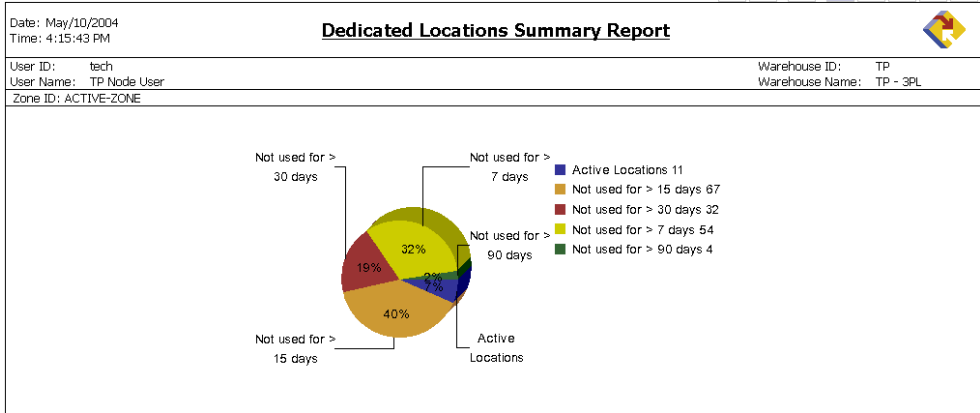 Date: May/10/2004
Time: 4:15:43 PM
Dedicated Locations Summary Report
User ID: tech
User Name: TP Node User
Warehouse ID: TP
Warehouse Name: TP - 3PL
Zone ID: ACTIVE-ZONE
Not used for >
30 days
Not used for >
7 days
Active Locations 11
Not used for > 15 days 67
Not used for > 30 days 32
Not used for > 7 days 54
Not used for > 90 days 4
Not used for >
90 days
32%
19%
2%
7%
40%
Not used for >
15 days
Active
Locations